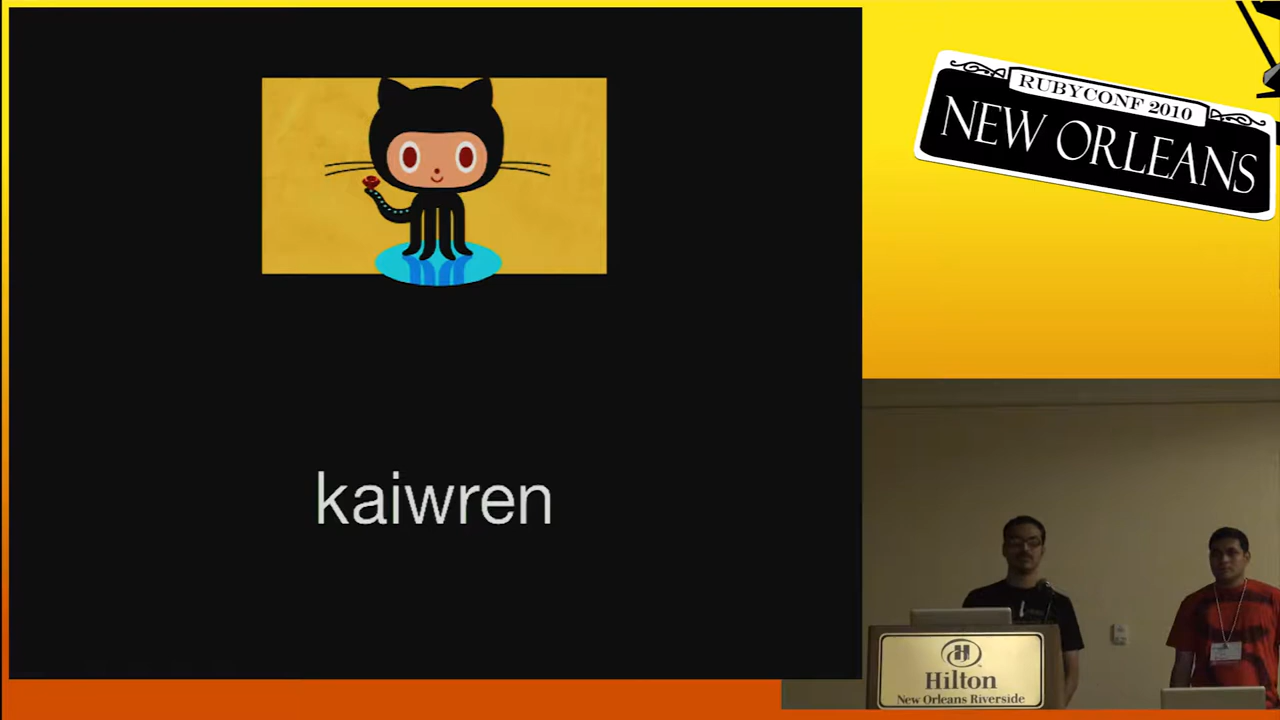 RUBYCONF 2010
NEW ORLEANS
kaiwren
Hilton
New Orleans Riverside